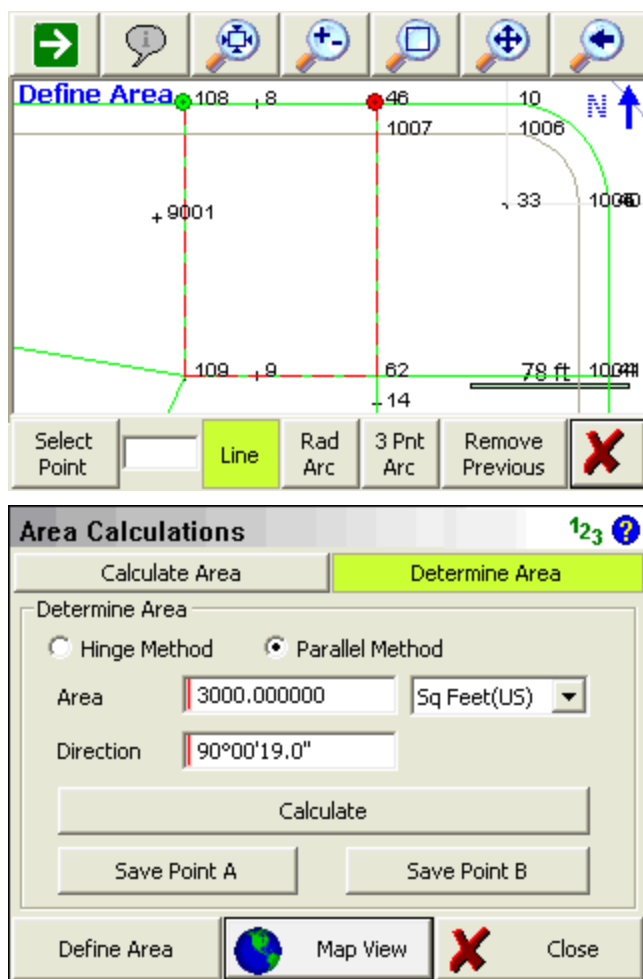 Define Area
108
8
46
10
N
1007
1006
9001
33
109
9
62
78 ft
14
Select Point
Line
Rad Arc
3 Pnt Arc
Remove Previous
Area Calculations
123
?
Calculate Area
Determine Area
Determine Area
Hinge Method
Parallel Method
Area
3000.000000
Sq Feet(US)
Direction
90°00'19.0"
Calculate
Save Point A
Save Point B
Define Area
Map View
Close